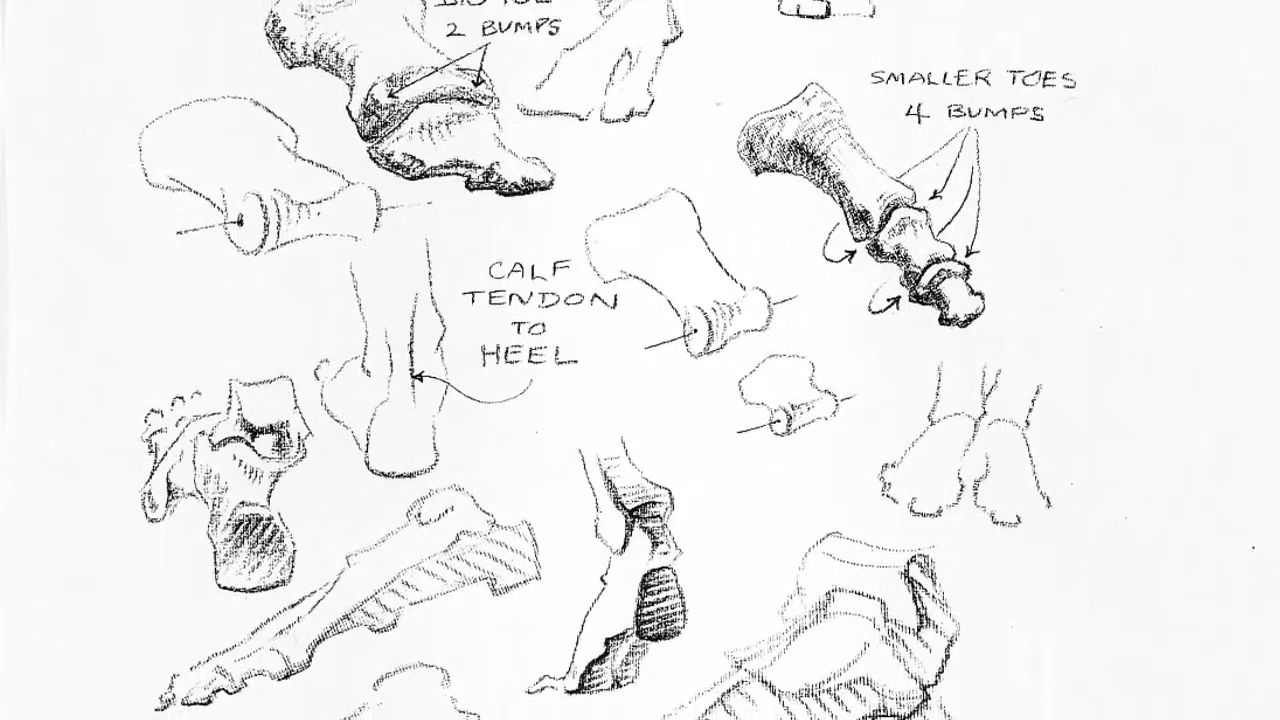 2 BUMPS
SMALLER TOES
4 BUMPS
CALF
TENDON
TO
HEEL